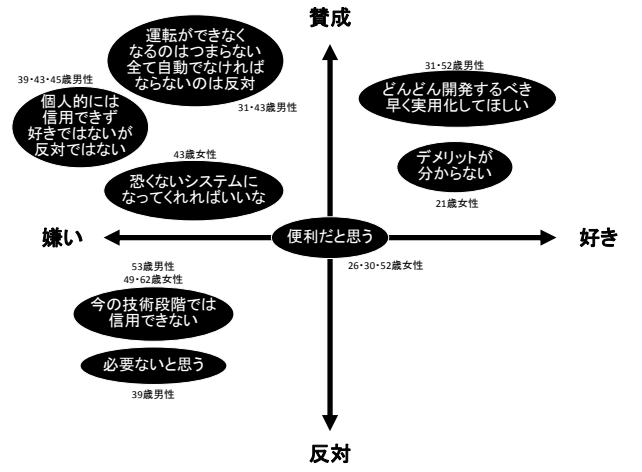 賛成
運転ができなく
なるのはつまらない
全て自動でなければ
ならないのは反対
31・43歳男性
39・43・45歳男性
個人的には
信用できず
好きではないが
反対ではない
31・52歳男性
どんどん開発するべき
早く実用化してほしい
43歳女性
恐くないシステムに
なってくれればいいな
デメリットが
分からない
21歳女性
嫌い
便利だと思う
好き
26・30・52歳女性
53歳男性
49・62歳女性
今の技術段階では
信用できない
必要ないと思う
39歳男性
反対